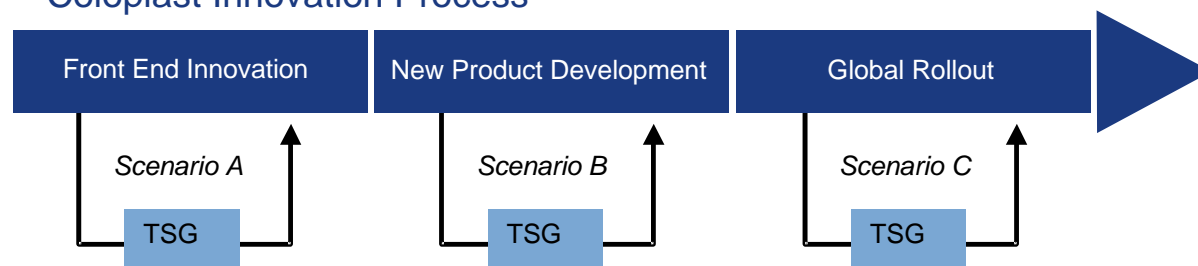 Coloplast Innovation Process
Front End Innovation
New Product Development
Global Rollout
Scenario A
Scenario B
Scenario C
TSG
TSG
TSG